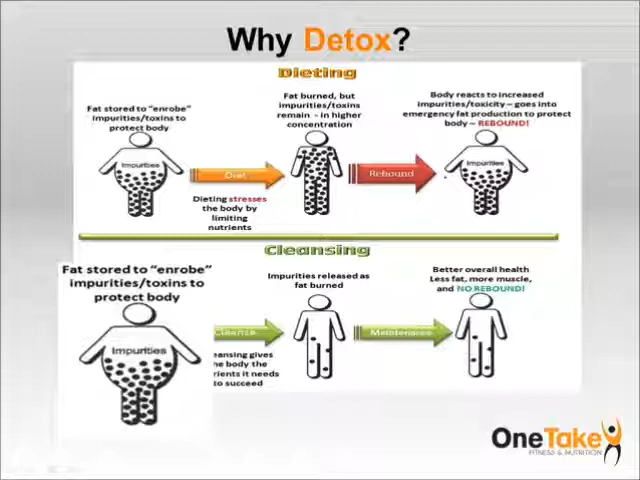 Why Detox?
Dieting
Fat stored to “enrobe”
impurities/toxins to
protect body
Impurities
Diet
Dieting stresses
the body by
limiting
nutrients
Fat burned, but
impurities/toxins
remain - in higher
concentration
Rebound
Body reacts to increased
impurities/toxicity – goes into
emergency fat production to protect
body – REBOUND!
Impurities
Cleansing
Fat stored to “enrobe”
impurities/toxins to
protect body
Impurities
Cleanse
eansing gives
he body the
rients it needs
to succeed
Impurities released as
fat burned
Maintenance
Better overall health
Less fat, more muscle,
and NO REBOUND!
OneTake
FITNESS & NUTRITION